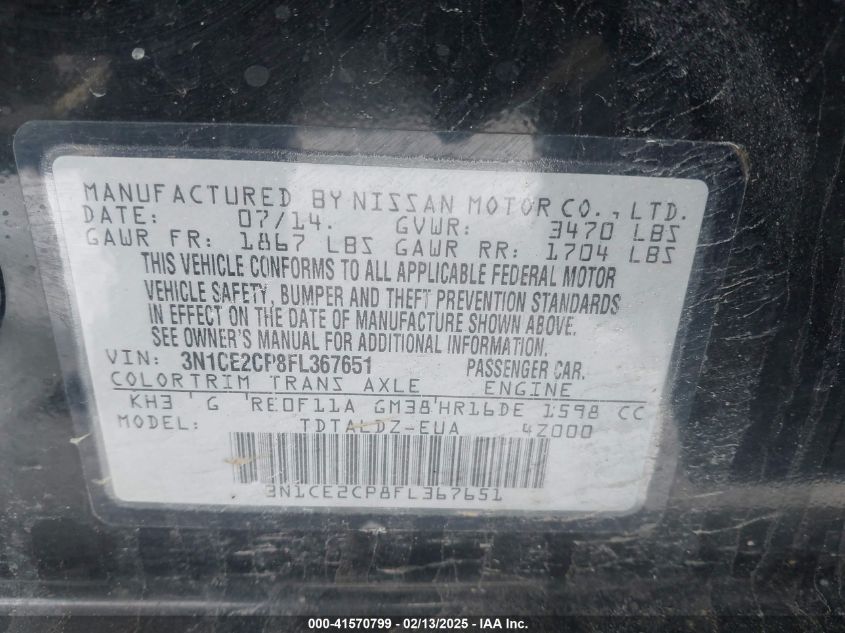 MANUFACTURED BY NISSAN MOTOR CO., LTD.
DATE: 07/14. GVWR: 3470 LBS
GAWR FR: 1867 LBS GAWR RR: 1704 LBS
THIS VEHICLE CONFORMS TO ALL APPLICABLE FEDERAL MOTOR
VEHICLE SAFETY, BUMPER AND THEFT PREVENTION STANDARDS
IN EFFECT ON THE DATE OF MANUFACTURE SHOWN ABOVE.
SEE OWNER'S MANUAL FOR ADDITIONAL INFORMATION.
VIN: 3N1CE2CP8FL367651 PASSENGER CAR.
COLOR TRIM TRANS AXLE ENGINE
KH3 G RE0F11A GM38 HR16DE 1598 CC
MODEL: TDTALDZ-EUA 4Z000
3N1CE2CP8FL367651
000-41570799 - 02/13/2025 - IAA Inc.